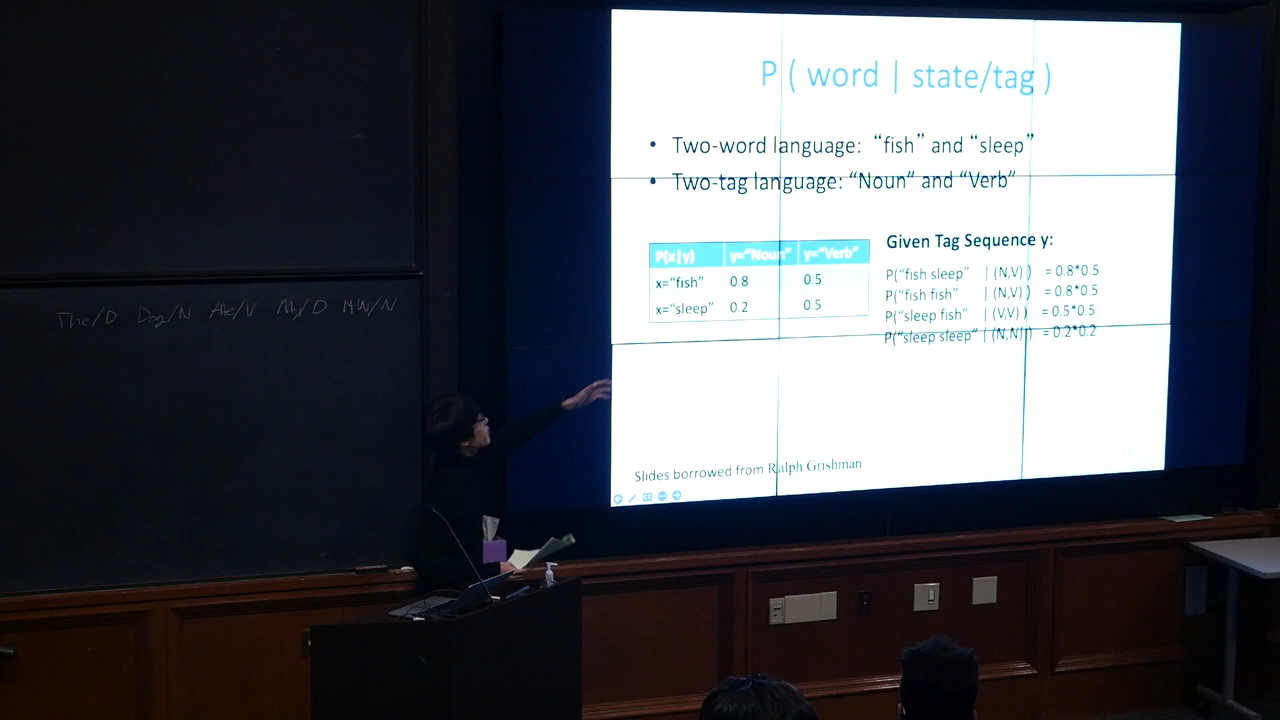 The/D Dog/N Ate/V My/D HW/N
P ( word | state/tag )
• Two-word language: “fish” and “sleep”
• Two-tag language: “Noun” and “Verb”
P(x|y) y=“Noun” y=“Verb”
x=“fish” 0.8 0.5
x=“sleep” 0.2 0.5
Given Tag Sequence y:
P(“fish sleep” | (N,V) ) = 0.8*0.5
P(“fish fish” | (N,V) ) = 0.8*0.5
P(“sleep fish” | (V,V) ) = 0.5*0.5
P(“sleep sleep” | (N,N) ) = 0.2*0.2
Slides borrowed from Ralph Grishman